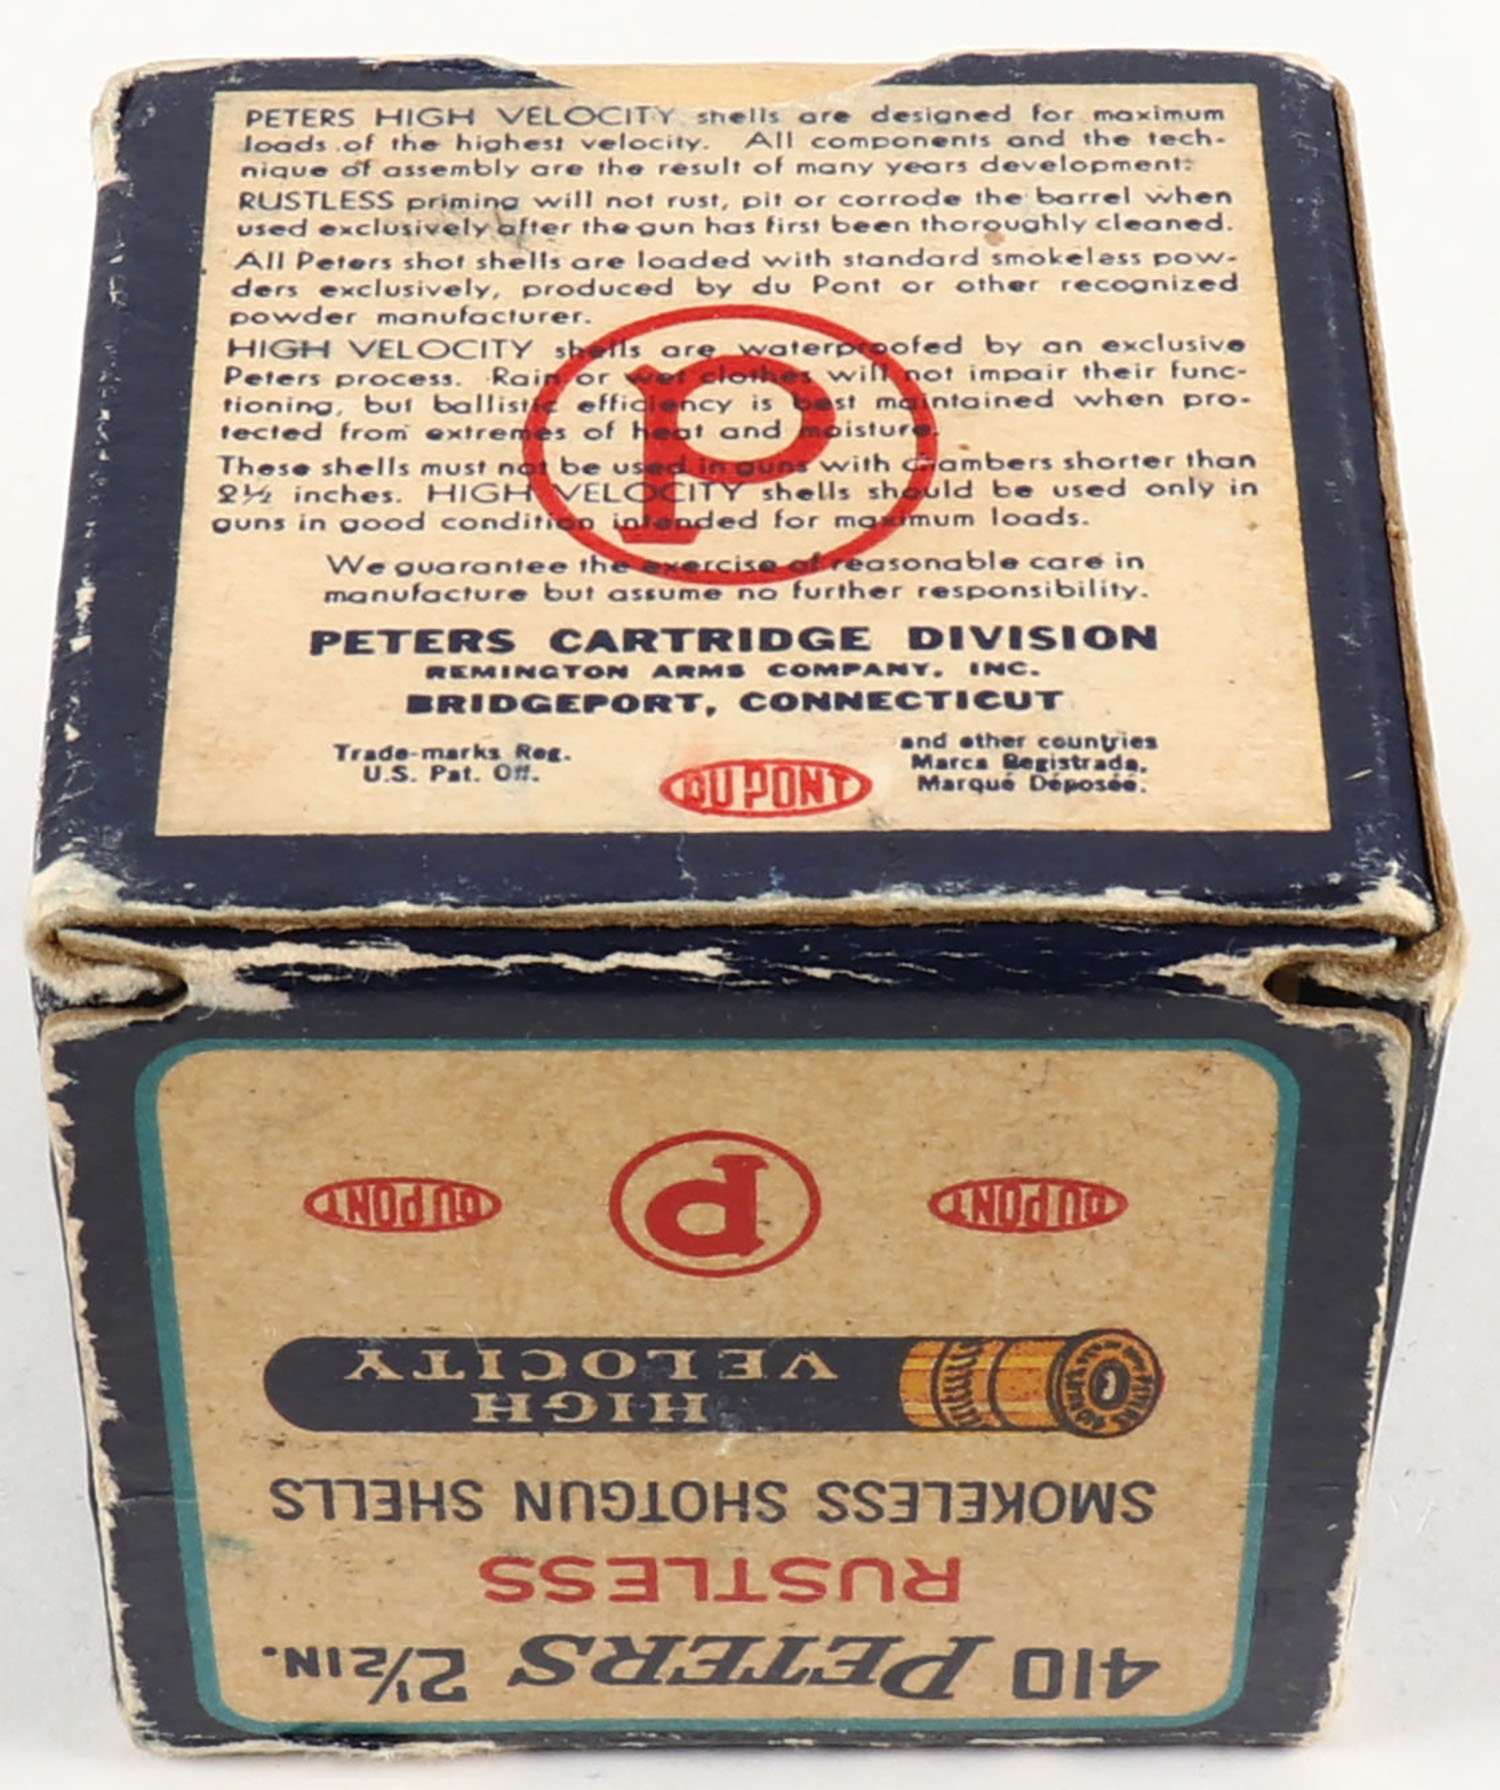 PETERS HIGH VELOCITY shells are designed for maximum
loads of the highest velocity. All components and the tech-
nique of assembly are the result of many years development.
RUSTLESS priming will not rust, pit or corrode the barrel when
used exclusively after the gun has first been thoroughly cleaned.
All Peters shot shells are loaded with standard smokeless pow-
ders exclusively, produced by du Pont or other recognized
powder manufacturer.
HIGH VELOCITY shells are waterproofed by an exclusive
Peters process. Rain or wet clothes will not impair their func-
tioning, but ballistic efficiency is best maintained when pro-
tected from extremes of heat and moisture.
These shells must not be used in guns with chambers shorter than
2½ inches. HIGH VELOCITY shells should be used only in
guns in good condition intended for maximum loads.
P
We guarantee the exercise of reasonable care in
manufacture but assume no further responsibility.
PETERS CARTRIDGE DIVISION
REMINGTON ARMS COMPANY, INC.
BRIDGEPORT, CONNECTICUT
Trade-marks Reg.
U.S. Pat. Off.
DU PONT
and other countries
Marca Registrada.
Marqué Déposée.
410 PETERS 2½ IN.
RUSTLESS
SMOKELESS SHOTGUN SHELLS
HIGH
VELOCITY
DU PONT
P
DU PONT